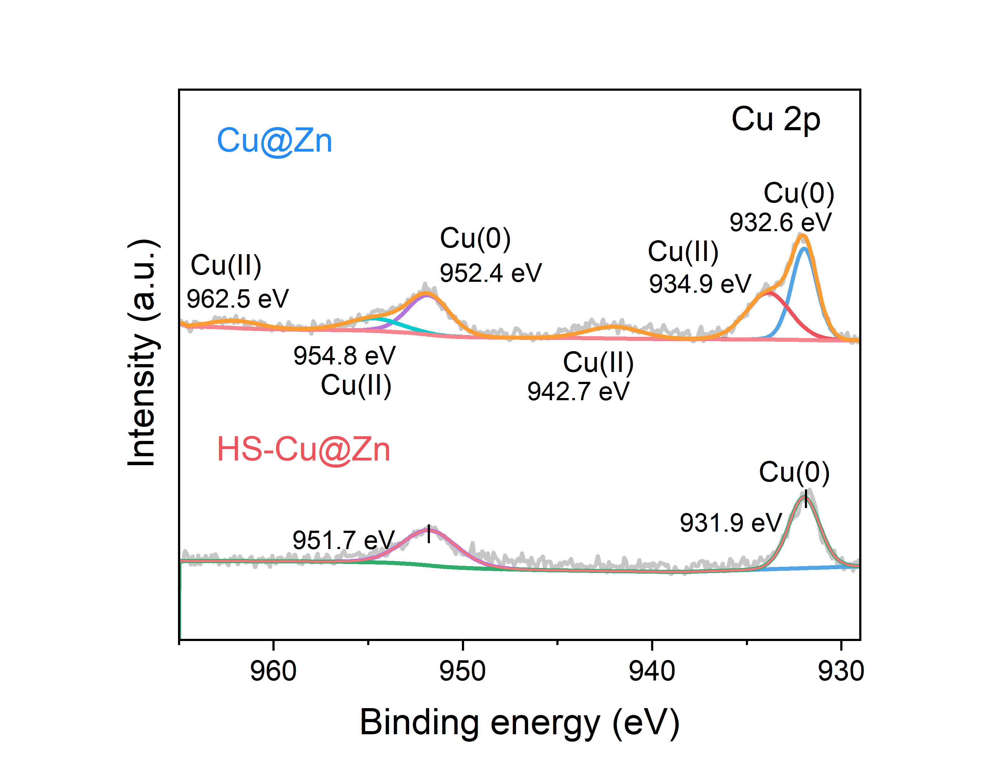 Cu 2p
Cu@Zn
Cu(0)
932.6 eV
Cu(0)
952.4 eV
Cu(II)
934.9 eV
Cu(II)
962.5 eV
954.8 eV
Cu(II)
Cu(II)
942.7 eV
HS-Cu@Zn
Cu(0)
931.9 eV
951.7 eV
Intensity (a.u.)
960
950
940
930
Binding energy (eV)